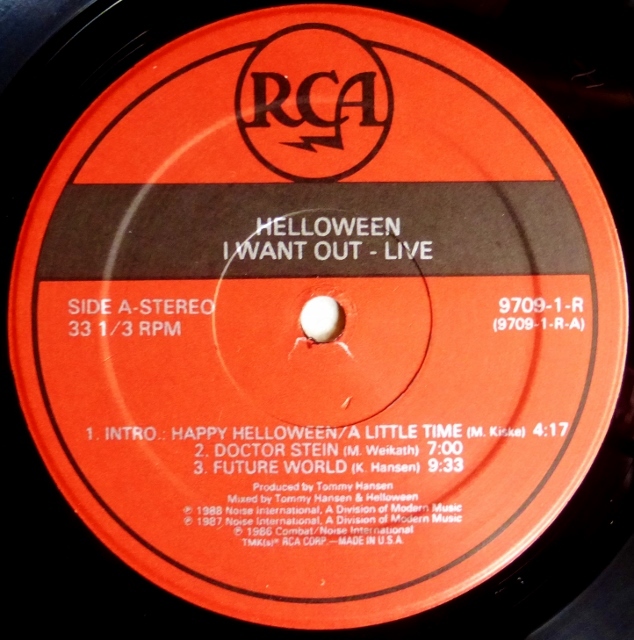 RCA
HELLOWEEN
I WANT OUT - LIVE
SIDE A-STEREO
33 1/3 RPM
9709-1-R
(9709-1-R-A)
1. INTRO.: HAPPY HELLOWEEN/A LITTLE TIME (M. Kiske) 4:17
2. DOCTOR STEIN (M. Weikath) 7:00
3. FUTURE WORLD (K. Hansen) 9:33
Produced by Tommy Hansen
Mixed by Tommy Hansen & Helloween
℗ 1988 Noise International, A Division of Modern Music
℗ 1987 Noise International, A Division of Modern Music
℗ 1986 Combat/Noise International
TMK(s)® RCA CORP.—MADE IN U.S.A.